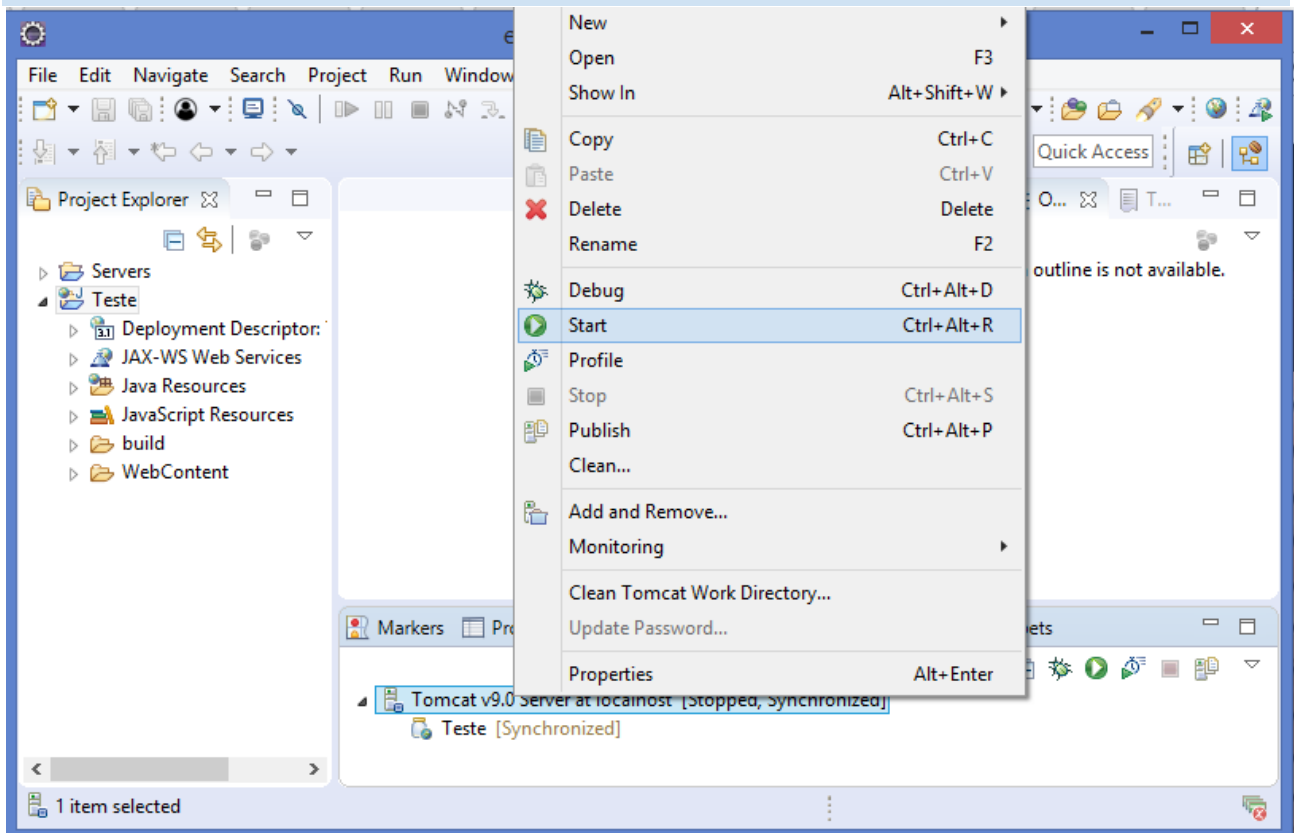 New
Open F3
Show In Alt+Shift+W
Copy Ctrl+C
Paste Ctrl+V
Delete Delete
Rename F2
Debug Ctrl+Alt+D
Start Ctrl+Alt+R
Profile
Stop Ctrl+Alt+S
Publish Ctrl+Alt+P
Clean...
Add and Remove...
Monitoring
Clean Tomcat Work Directory...
Update Password...
Properties Alt+Enter
File Edit Navigate Search Project Run Window
Quick Access
Project Explorer
Servers
Teste
Deployment Descriptor:
3.1
JAX-WS Web Services
Java Resources
JavaScript Resources
build
WebContent
O... T...
outline is not available.
Markers
Tomcat v9.0 Server at localhost [Stopped, Synchronized]
Teste [Synchronized]
1 item selected